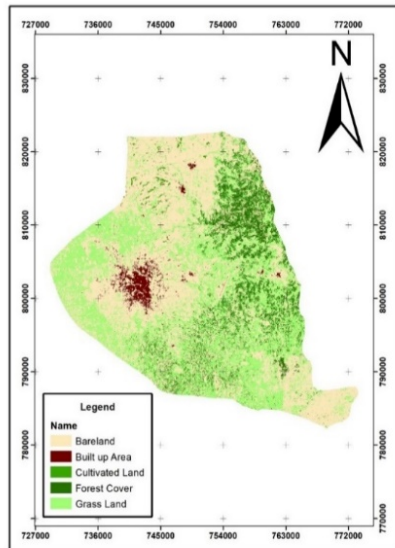 727000 736000 745000 754000 763000 772000
N
830000 830000
820000 820000
810000 810000
800000 800000
790000 790000
780000 780000
770000 770000
Legend
Name
Bareland
Built up Area
Cultivated Land
Forest Cover
Grass Land
727000 736000 745000 754000 763000 772000